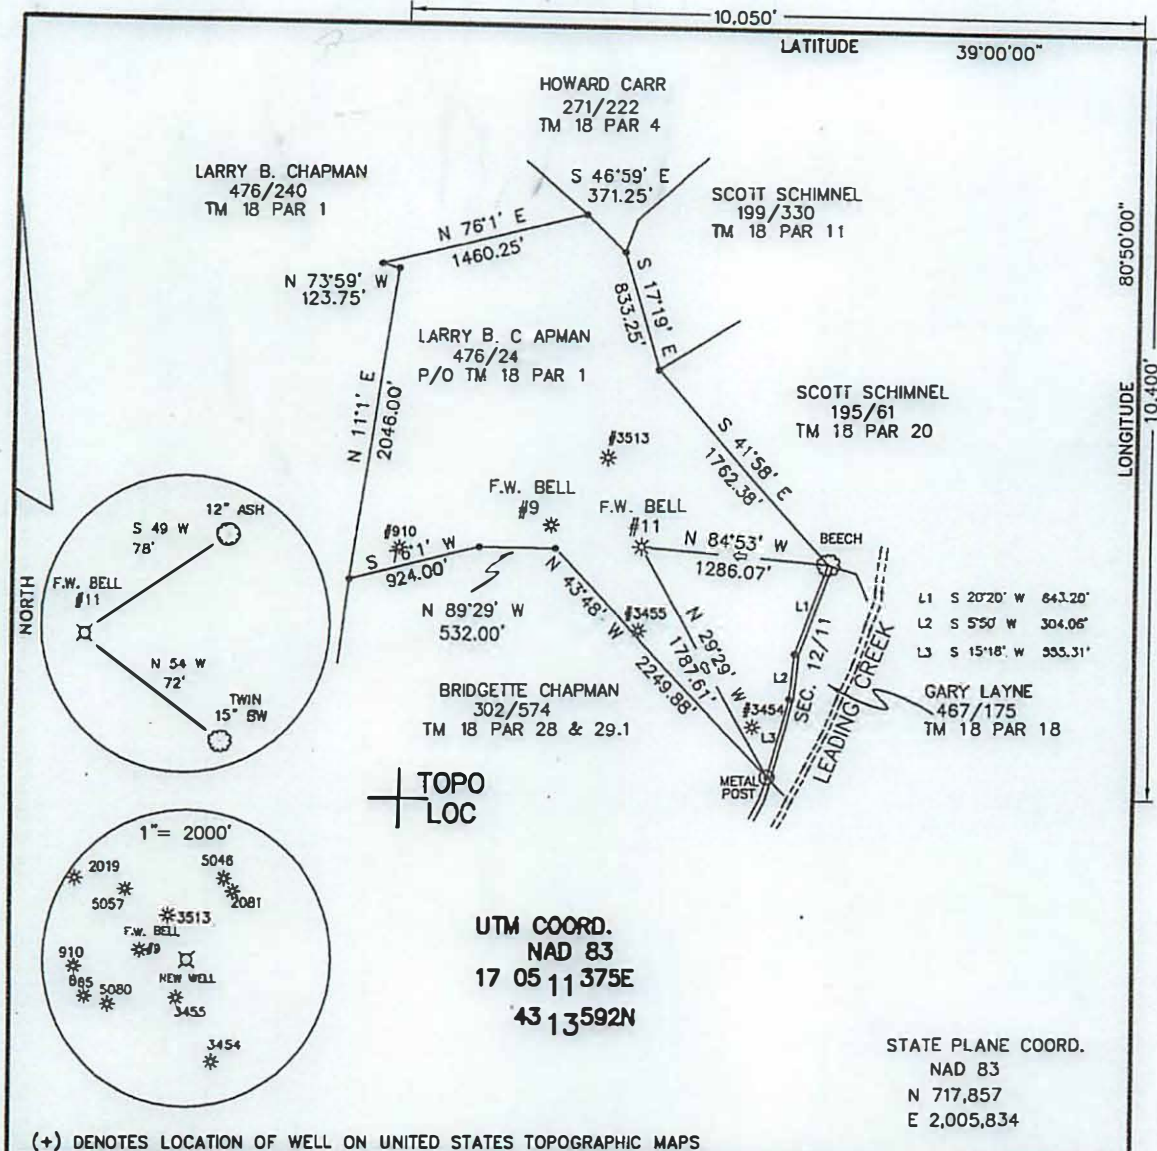 10,050'
LATITUDE 39°00'00"
HOWARD CARR
271/222
TM 18 PAR 4
LARRY B. CHAPMAN
476/240
TM 18 PAR 1
S 46°59' E
371.25'
SCOTT SCHIMNEL
199/330
TM 18 PAR 11
N 76°1' E
1460.25'
80°50'00"
N 73°59' W
123.75'
S 17°19' E
833.25'
LARRY B. C APMAN
476/24
P/O TM 18 PAR 1
10,400'
LONGITUDE
SCOTT SCHIMNEL
195/61
TM 18 PAR 20
N 11°1' E
2046.00'
S 41°58' E
1762.38'
#3513
F.W. BELL
#9
F.W. BELL
#11
#910
S 76°1' W
924.00'
N 84°53' W
1286.07'
BEECH
N 89°29' W
532.00'
N 43°48' W
2249.88'
#3455
N 29°29' W
1787.61'
#3454
L1
L2
L3
SEC. 12/11
LEADING CREEK
L1 S 20°20' W 643.20'
L2 S 5°50' W 304.06'
L3 S 15°18' W
GARY LAYNE
467/175
TM 18 PAR 18
BRIDGETTE CHAPMAN
302/574
TM 18 PAR 28 & 29.1
METAL
POST
NORTH
12" ASH
S 49 W
78'
F.W. BELL
#11
N 54 W
72'
TWIN
15" BW
TOPO
LOC
1"= 2000'
2019
5046
5057
2081
3513
F.W. BELL
#9
910
NEW WELL
5080
3455
3454
UTM COORD.
NAD 83
17 05 11 375E
43 13 592N
STATE PLANE COORD.
NAD 83
N 717,857
E 2,005,834
(+) DENOTES LOCATION OF WELL ON UNITED STATES TOPOGRAPHIC MAPS